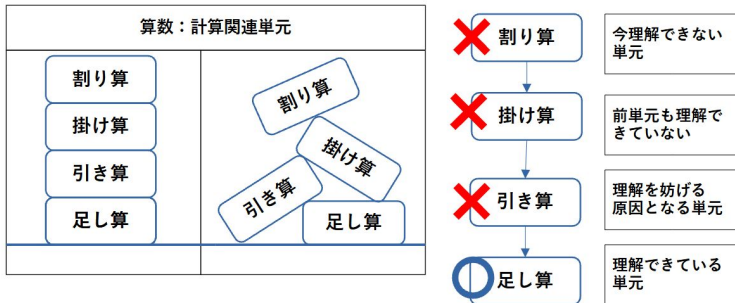 算数：計算関連単元
割り算
掛け算
引き算
足し算
割り算
掛け算
引き算
足し算
割り算
今理解できない
単元
掛け算
前単元も理解で
きていない
引き算
理解を妨げる
原因となる単元
足し算
理解できている
単元